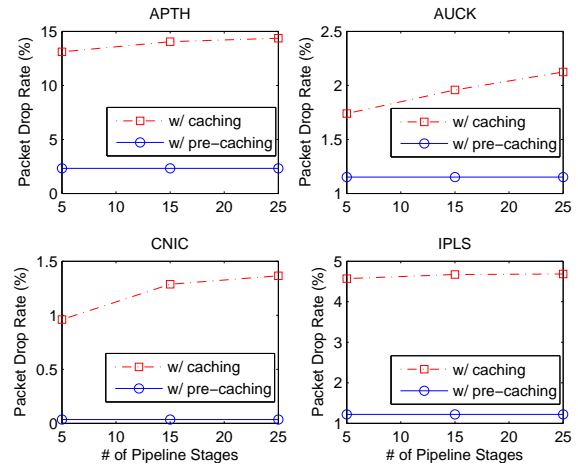 APTH
Packet Drop Rate (%)
15
10
5
0
5 10 15 20 25
w/ caching
w/ pre-caching
AUCK
Packet Drop Rate (%)
2.5
2
1.5
1
5 10 15 20 25
w/ caching
w/ pre-caching
CNIC
Packet Drop Rate (%)
1.5
1
0.5
0
5 10 15 20 25
# of Pipeline Stages
w/ caching
w/ pre-caching
IPLS
Packet Drop Rate (%)
5
4
3
2
1
5 10 15 20 25
# of Pipeline Stages
w/ caching
w/ pre-caching